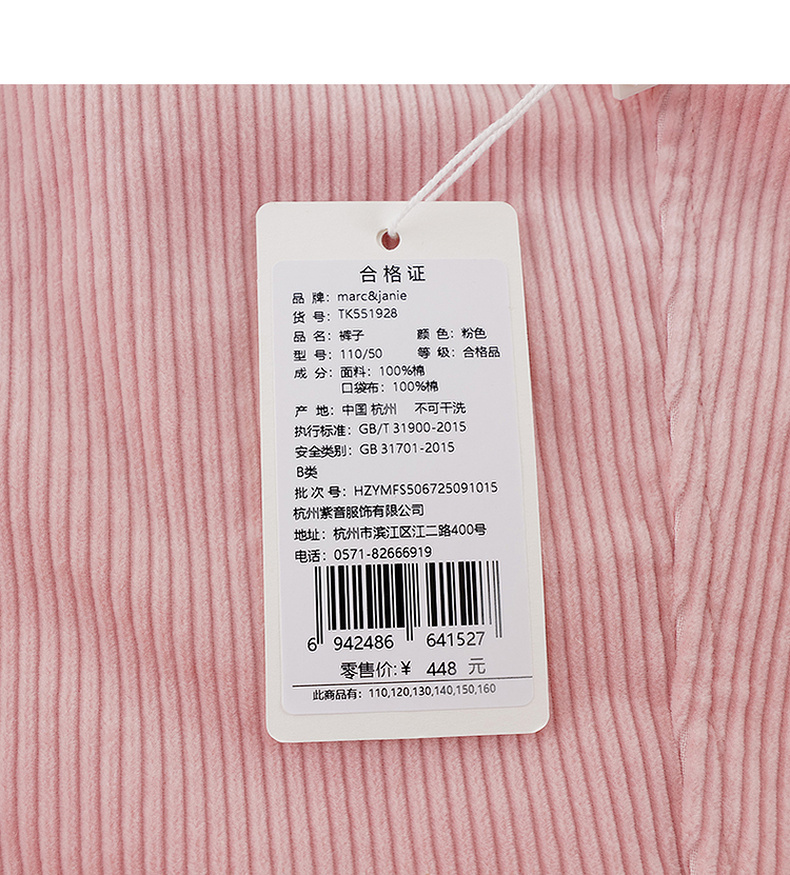 合格证
品 牌：marc&janie
货 号：TK551928
品 名：裤子 颜 色：粉色
型 号：110/50 等 级：合格品
成 分：面料：100%棉
口袋布：100%棉
产 地：中国 杭州 不可干洗
执行标准：GB/T 31900-2015
安全类别：GB 31701-2015
B类
批 次 号：HZYMFS506725091015
杭州紫音服饰有限公司
地址：杭州市滨江区江二路400号
电话：0571-82666919
6 942486 641527
零售价:¥ 448 元
此商品有：110,120,130,140,150,160